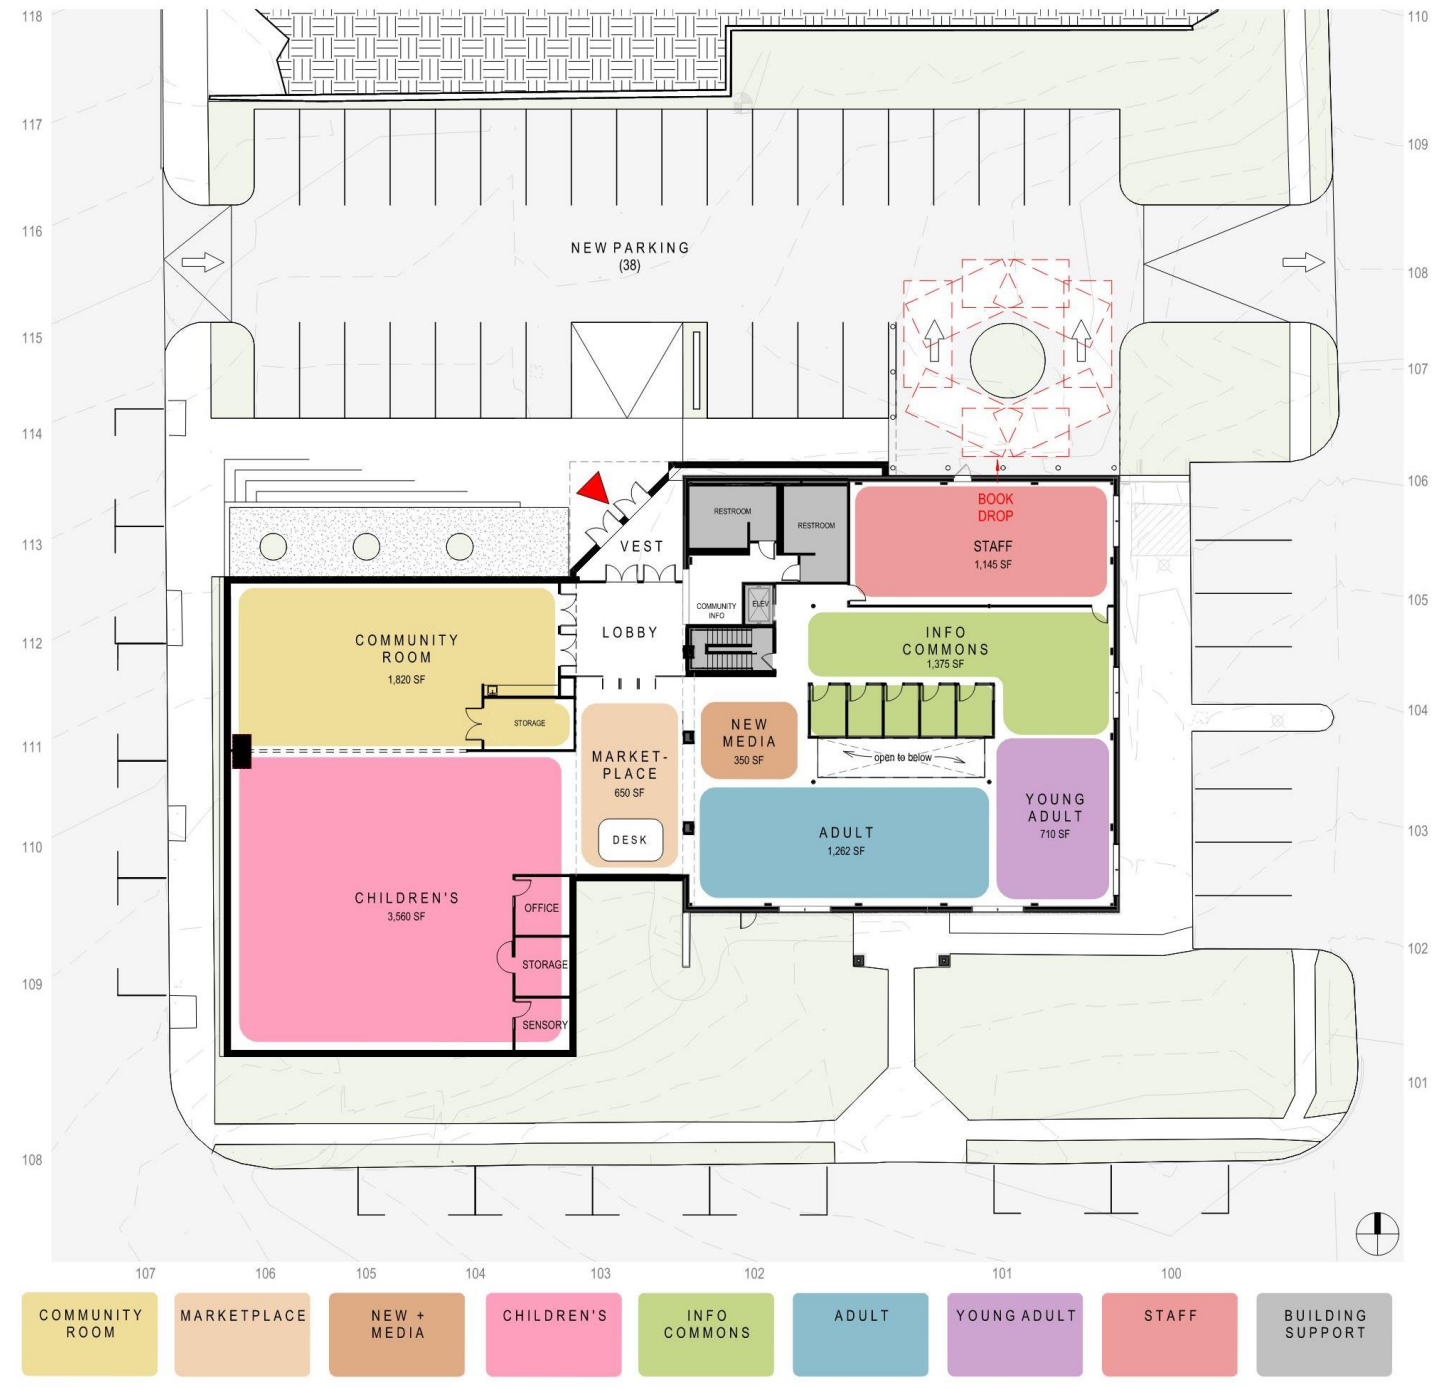 118
110
117
109
116
NEW PARKING
(38)
108
115
107
114
106
BOOK
DROP
RESTROOM
RESTROOM
113
VEST
STAFF
1,145 SF
105
COMMUNITY
INFO
ELEV
112
COMMUNITY
ROOM
1,820 SF
LOBBY
INFO
COMMONS
1,375 SF
104
STORAGE
111
NEW
MEDIA
350 SF
MARKET-
PLACE
650 SF
open to below
YOUNG
ADULT
710 SF
103
110
DESK
ADULT
1,262 SF
CHILDREN'S
3,560 SF
OFFICE
102
STORAGE
109
SENSORY
101
108
107
106
105
104
103
102
101
100
COMMUNITY
ROOM
MARKETPLACE
NEW +
MEDIA
CHILDREN'S
INFO
COMMONS
ADULT
YOUNG ADULT
STAFF
BUILDING
SUPPORT